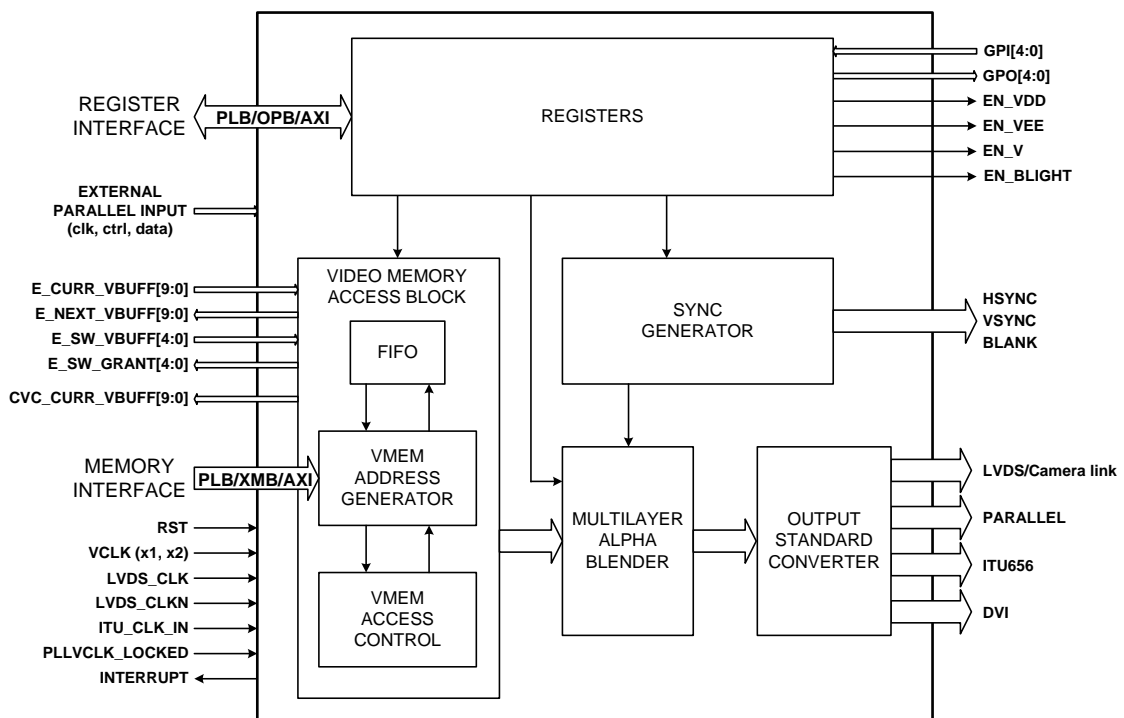 REGISTER
INTERFACE
PLB/OPB/AXI
REGISTERS
GPI[4:0]
GPO[4:0]
EN_VDD
EN_VEE
EN_V
EN_BLIGHT
EXTERNAL
PARALLEL INPUT
(clk, ctrl, data)
E_CURR_VBUFF[9:0]
E_NEXT_VBUFF[9:0]
E_SW_VBUFF[4:0]
E_SW_GRANT[4:0]
CVC_CURR_VBUFF[9:0]
VIDEO MEMORY
ACCESS BLOCK
FIFO
SYNC
GENERATOR
HSYNC
VSYNC
BLANK
MEMORY
INTERFACE
PLB/XMB/AXI
VMEM
ADDRESS
GENERATOR
VMEM
ACCESS
CONTROL
MULTILAYER
ALPHA
BLENDER
OUTPUT
STANDARD
CONVERTER
LVDS/Camera link
PARALLEL
ITU656
DVI
RST
VCLK (x1, x2)
LVDS_CLK
LVDS_CLKN
ITU_CLK_IN
PLLVCLK_LOCKED
INTERRUPT